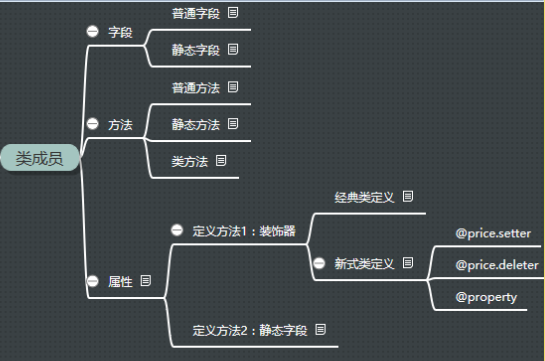 类成员
字段
普通字段
静态字段
方法
普通方法
静态方法
类方法
属性
定义方法1：装饰器
经典类定义
新式类定义
@price.setter
@price.deleter
@property
定义方法2：静态字段